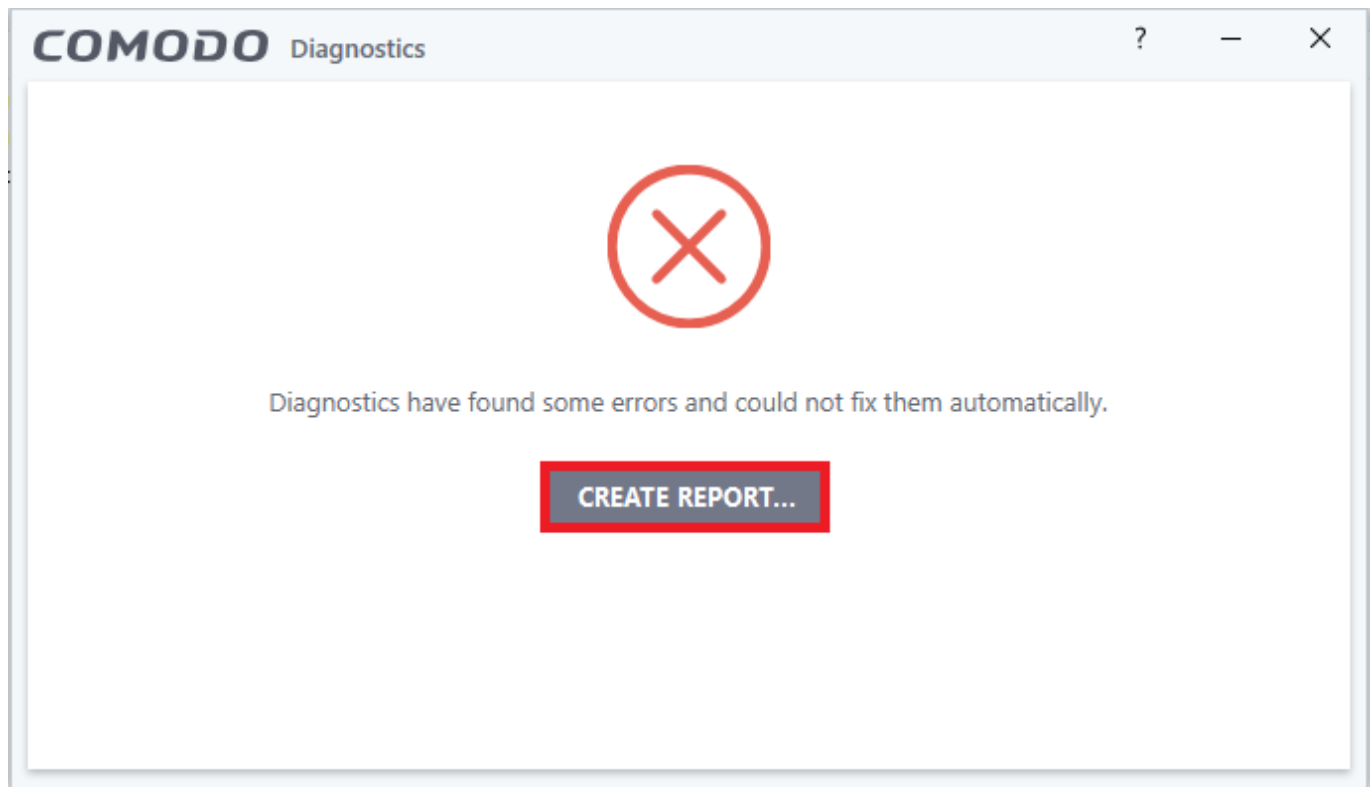 COMODO Diagnostics ?
Diagnostics have found some errors and could not fix them automatically.
CREATE REPORT...